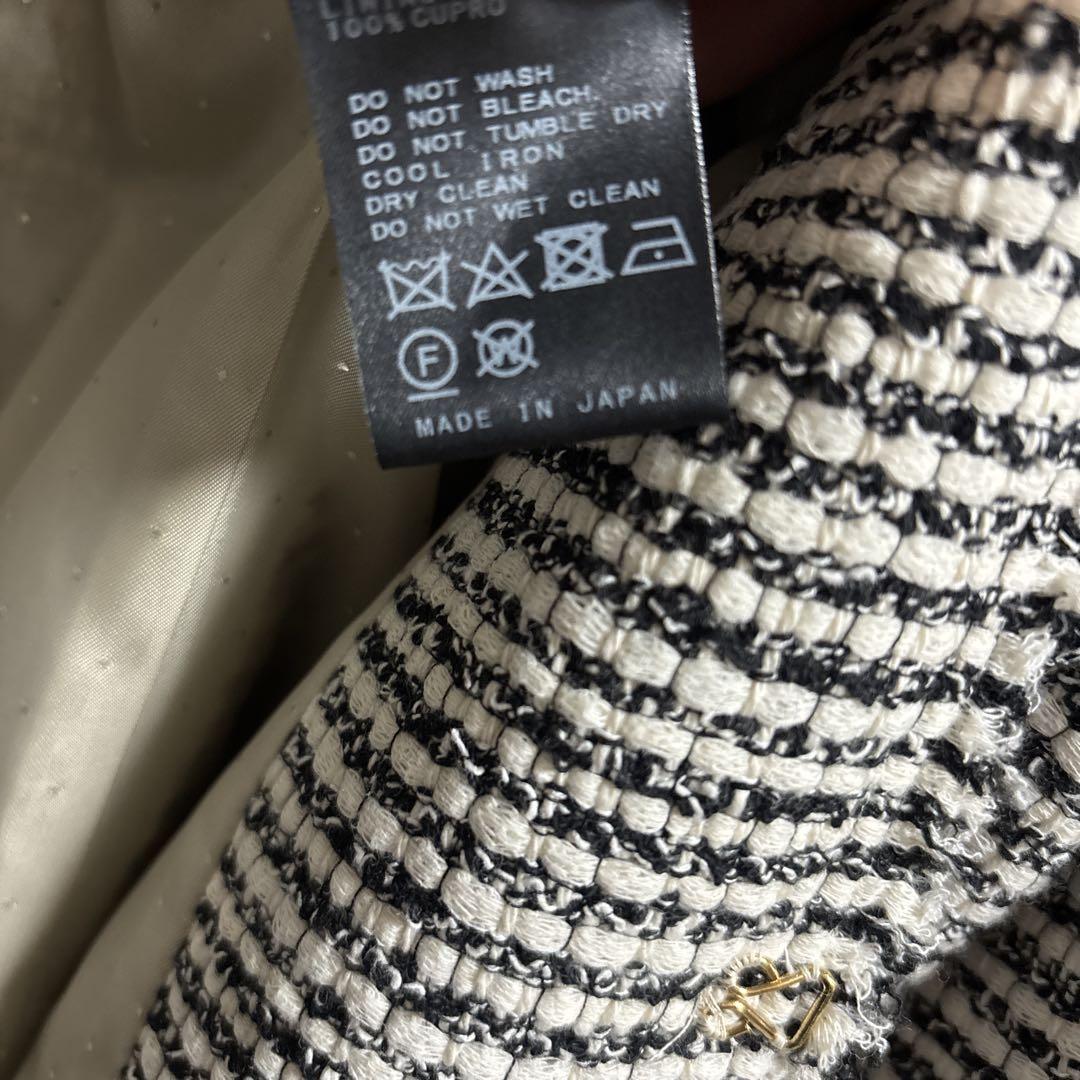 LINING
100% CUPRO
DO NOT WASH
DO NOT BLEACH.
DO NOT TUMBLE DRY
COOL IRON
DRY CLEAN
DO NOT WET CLEAN
F W
MADE IN JAPAN